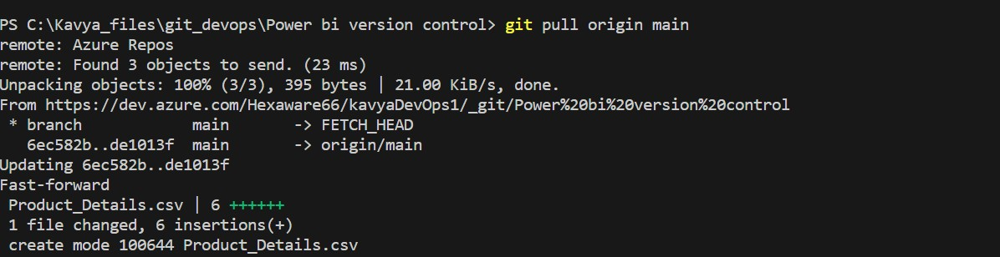 PS C:\Kavya_files\git_devops\Power bi version control> git pull origin main
remote: Azure Repos
remote: Found 3 objects to send. (23 ms)
Unpacking objects: 100% (3/3), 395 bytes | 21.00 KiB/s, done.
From https://dev.azure.com/Hexaware66/kavyaDevOps1/_git/Power%20bi%20version%20control
 * branch            main       -> FETCH_HEAD
   6ec582b..de1013f  main       -> origin/main
Updating 6ec582b..de1013f
Fast-forward
 Product_Details.csv | 6 ++++++
 1 file changed, 6 insertions(+)
 create mode 100644 Product_Details.csv